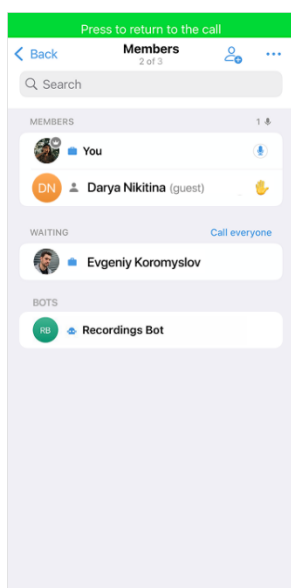 Press to return to the call
Back
Members
2 of 3
Search
MEMBERS
1
You
DN
Darya Nikitina (guest)
WAITING
Call everyone
Evgeniy Koromyslov
BOTS
RB
Recordings Bot